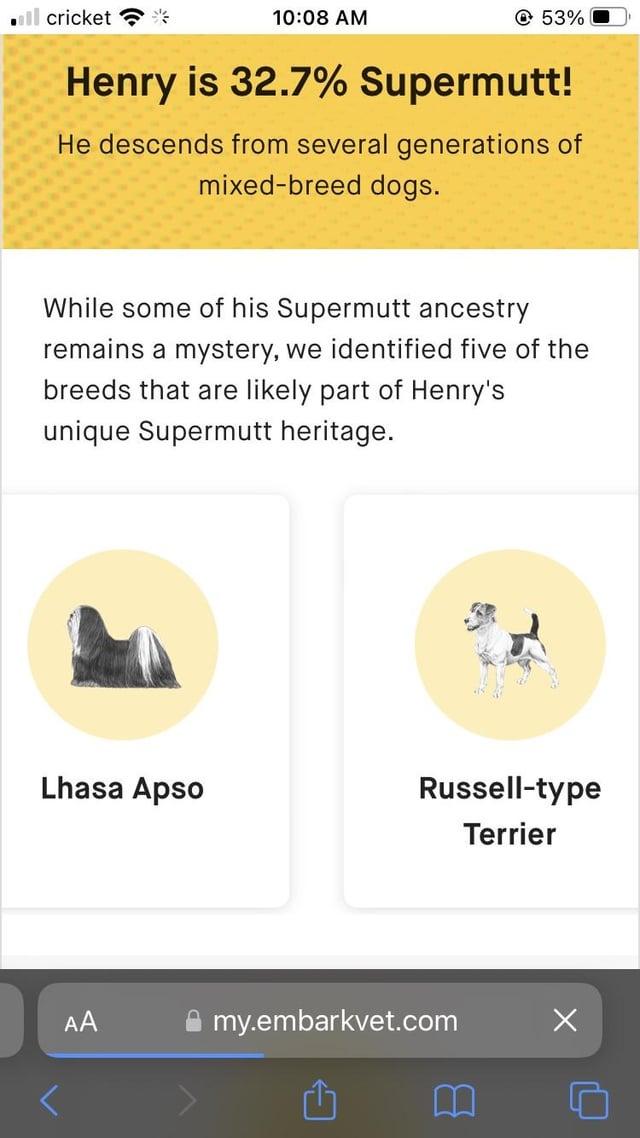 cricket 10:08 AM 53%
Henry is 32.7% Supermutt!
He descends from several generations of
mixed-breed dogs.
While some of his Supermutt ancestry
remains a mystery, we identified five of the
breeds that are likely part of Henry's
unique Supermutt heritage.
Lhasa Apso
Russell-type
Terrier
AA my.embarkvet.com